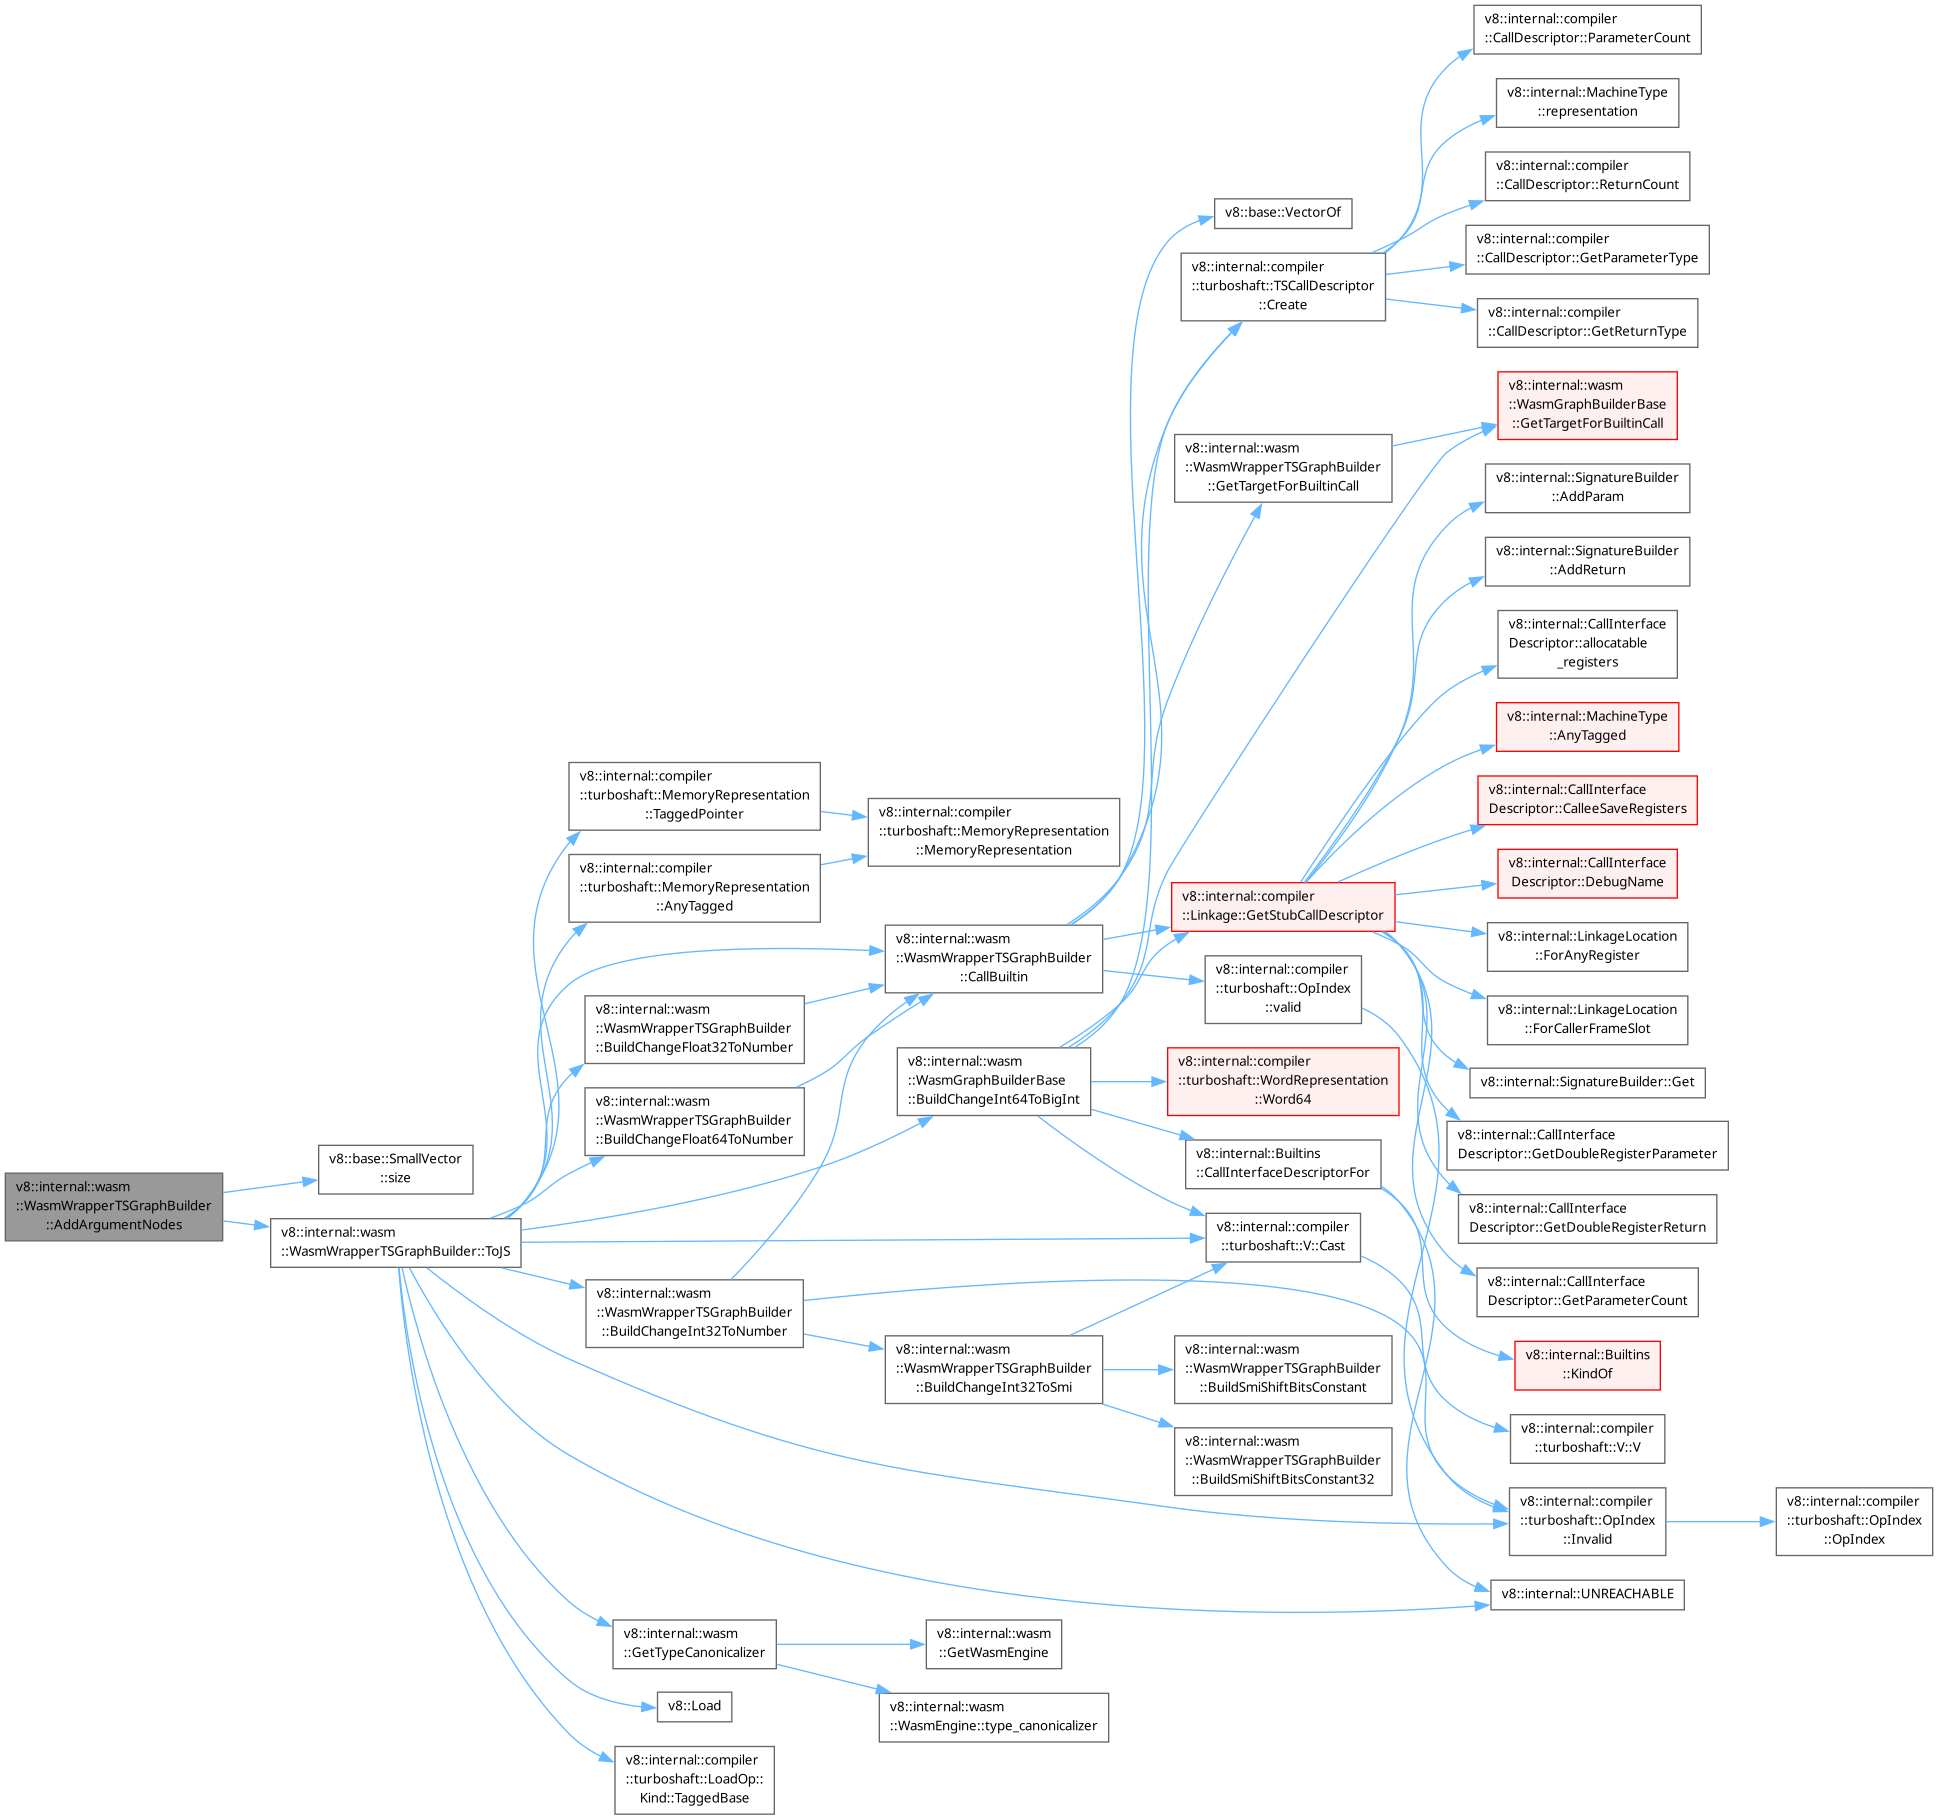 v8::internal::wasm
::WasmWrapperTSGraphBuilder
::AddArgumentNodes
v8::base::SmallVector
::size
v8::internal::wasm
::WasmWrapperTSGraphBuilder::ToJS
v8::internal::compiler
::turboshaft::MemoryRepresentation
::TaggedPointer
v8::internal::compiler
::turboshaft::MemoryRepresentation
::AnyTagged
v8::internal::wasm
::WasmWrapperTSGraphBuilder
::BuildChangeFloat32ToNumber
v8::internal::wasm
::WasmWrapperTSGraphBuilder
::BuildChangeFloat64ToNumber
v8::internal::wasm
::WasmWrapperTSGraphBuilder
::BuildChangeInt32ToNumber
v8::internal::wasm
::GetTypeCanonicalizer
v8::Load
v8::internal::compiler
::turboshaft::LoadOp::
Kind::TaggedBase
v8::internal::compiler
::turboshaft::MemoryRepresentation
::MemoryRepresentation
v8::internal::wasm
::WasmWrapperTSGraphBuilder
::CallBuiltin
v8::internal::wasm
::WasmGraphBuilderBase
::BuildChangeInt64ToBigInt
v8::internal::wasm
::WasmWrapperTSGraphBuilder
::BuildChangeInt32ToSmi
v8::internal::wasm
::GetWasmEngine
v8::internal::wasm
::WasmEngine::type_canonicalizer
v8::base::VectorOf
v8::internal::compiler
::turboshaft::TSCallDescriptor
::Create
v8::internal::wasm
::WasmWrapperTSGraphBuilder
::GetTargetForBuiltinCall
v8::internal::compiler
::Linkage::GetStubCallDescriptor
v8::internal::compiler
::turboshaft::OpIndex
::valid
v8::internal::compiler
::turboshaft::WordRepresentation
::Word64
v8::internal::Builtins
::CallInterfaceDescriptorFor
v8::internal::compiler
::turboshaft::V::Cast
v8::internal::wasm
::WasmWrapperTSGraphBuilder
::BuildSmiShiftBitsConstant
v8::internal::wasm
::WasmWrapperTSGraphBuilder
::BuildSmiShiftBitsConstant32
v8::internal::compiler
::CallDescriptor::ParameterCount
v8::internal::MachineType
::representation
v8::internal::compiler
::CallDescriptor::ReturnCount
v8::internal::compiler
::CallDescriptor::GetParameterType
v8::internal::compiler
::CallDescriptor::GetReturnType
v8::internal::wasm
::WasmGraphBuilderBase
::GetTargetForBuiltinCall
v8::internal::SignatureBuilder
::AddParam
v8::internal::SignatureBuilder
::AddReturn
v8::internal::CallInterface
Descriptor::allocatable
_registers
v8::internal::MachineType
::AnyTagged
v8::internal::CallInterface
Descriptor::CalleeSaveRegisters
v8::internal::CallInterface
Descriptor::DebugName
v8::internal::LinkageLocation
::ForAnyRegister
v8::internal::LinkageLocation
::ForCallerFrameSlot
v8::internal::SignatureBuilder::Get
v8::internal::CallInterface
Descriptor::GetDoubleRegisterParameter
v8::internal::CallInterface
Descriptor::GetDoubleRegisterReturn
v8::internal::CallInterface
Descriptor::GetParameterCount
v8::internal::Builtins
::KindOf
v8::internal::compiler
::turboshaft::V::V
v8::internal::compiler
::turboshaft::OpIndex
::Invalid
v8::internal::UNREACHABLE
v8::internal::compiler
::turboshaft::OpIndex
::OpIndex